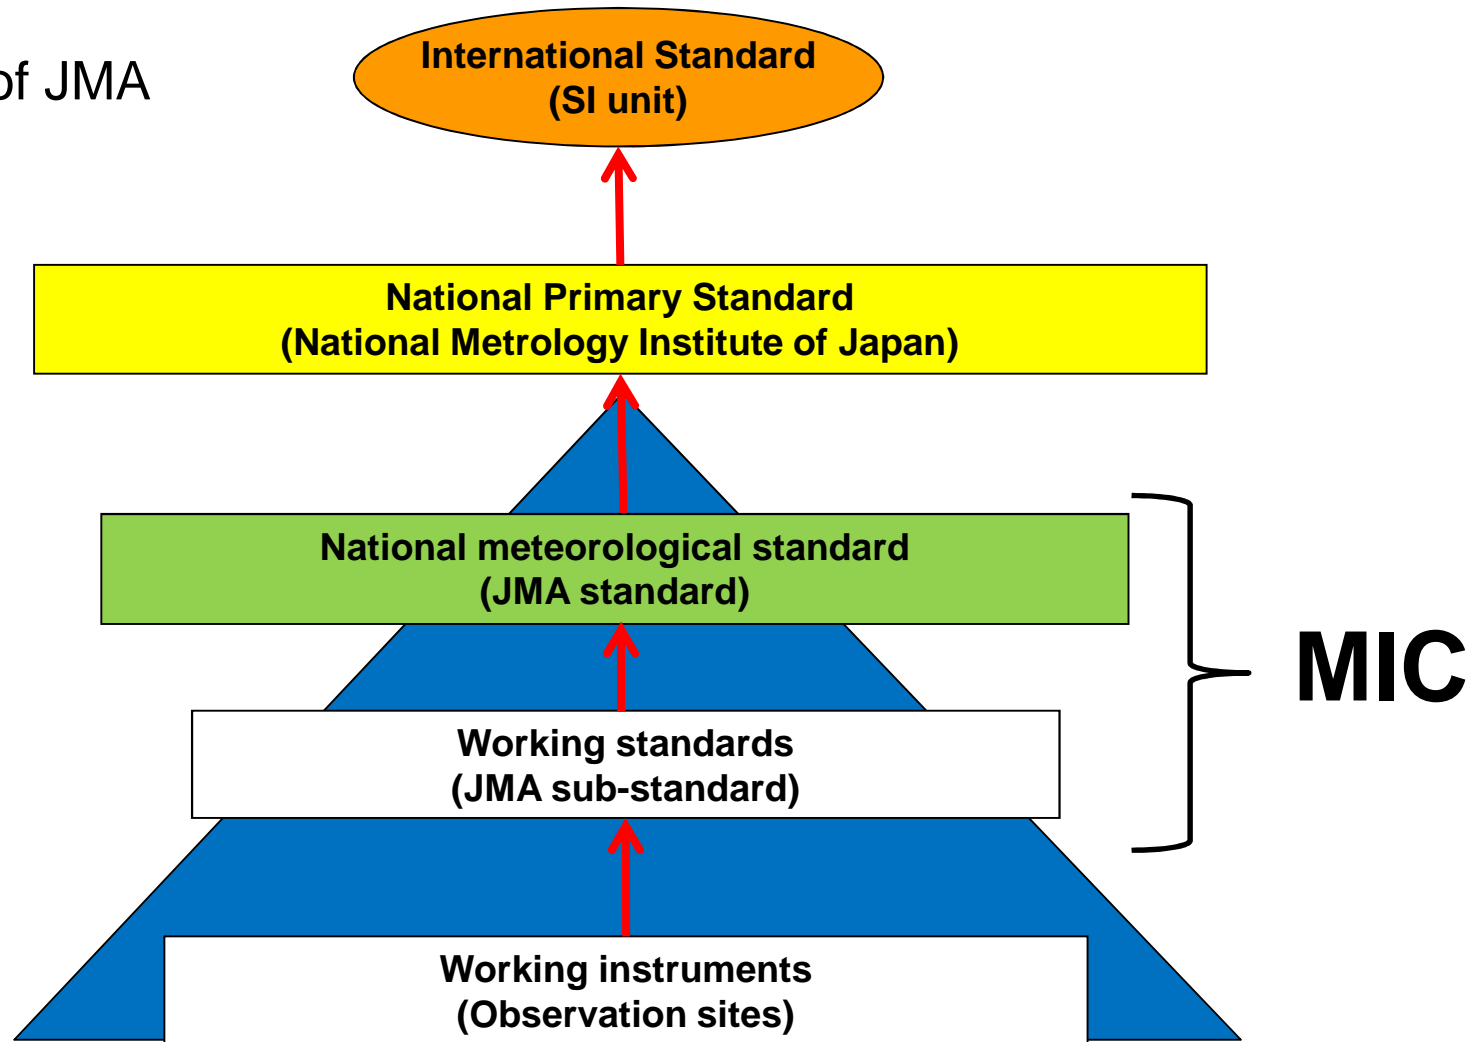 of JMA
International Standard
(SI unit)
National Primary Standard
(National Metrology Institute of Japan)
National meteorological standard
(JMA standard)
MIC
Working standards
(JMA sub-standard)
Working instruments
(Observation sites)